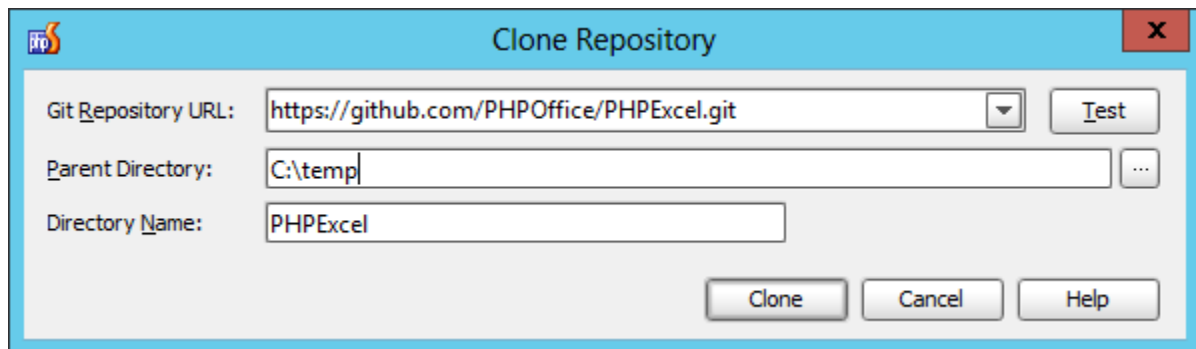 php
Clone Repository
x
Git Repository URL: https://github.com/PHPOffice/PHPExcel.git Test
Parent Directory: C:\temp ...
Directory Name: PHPExcel
Clone Cancel Help